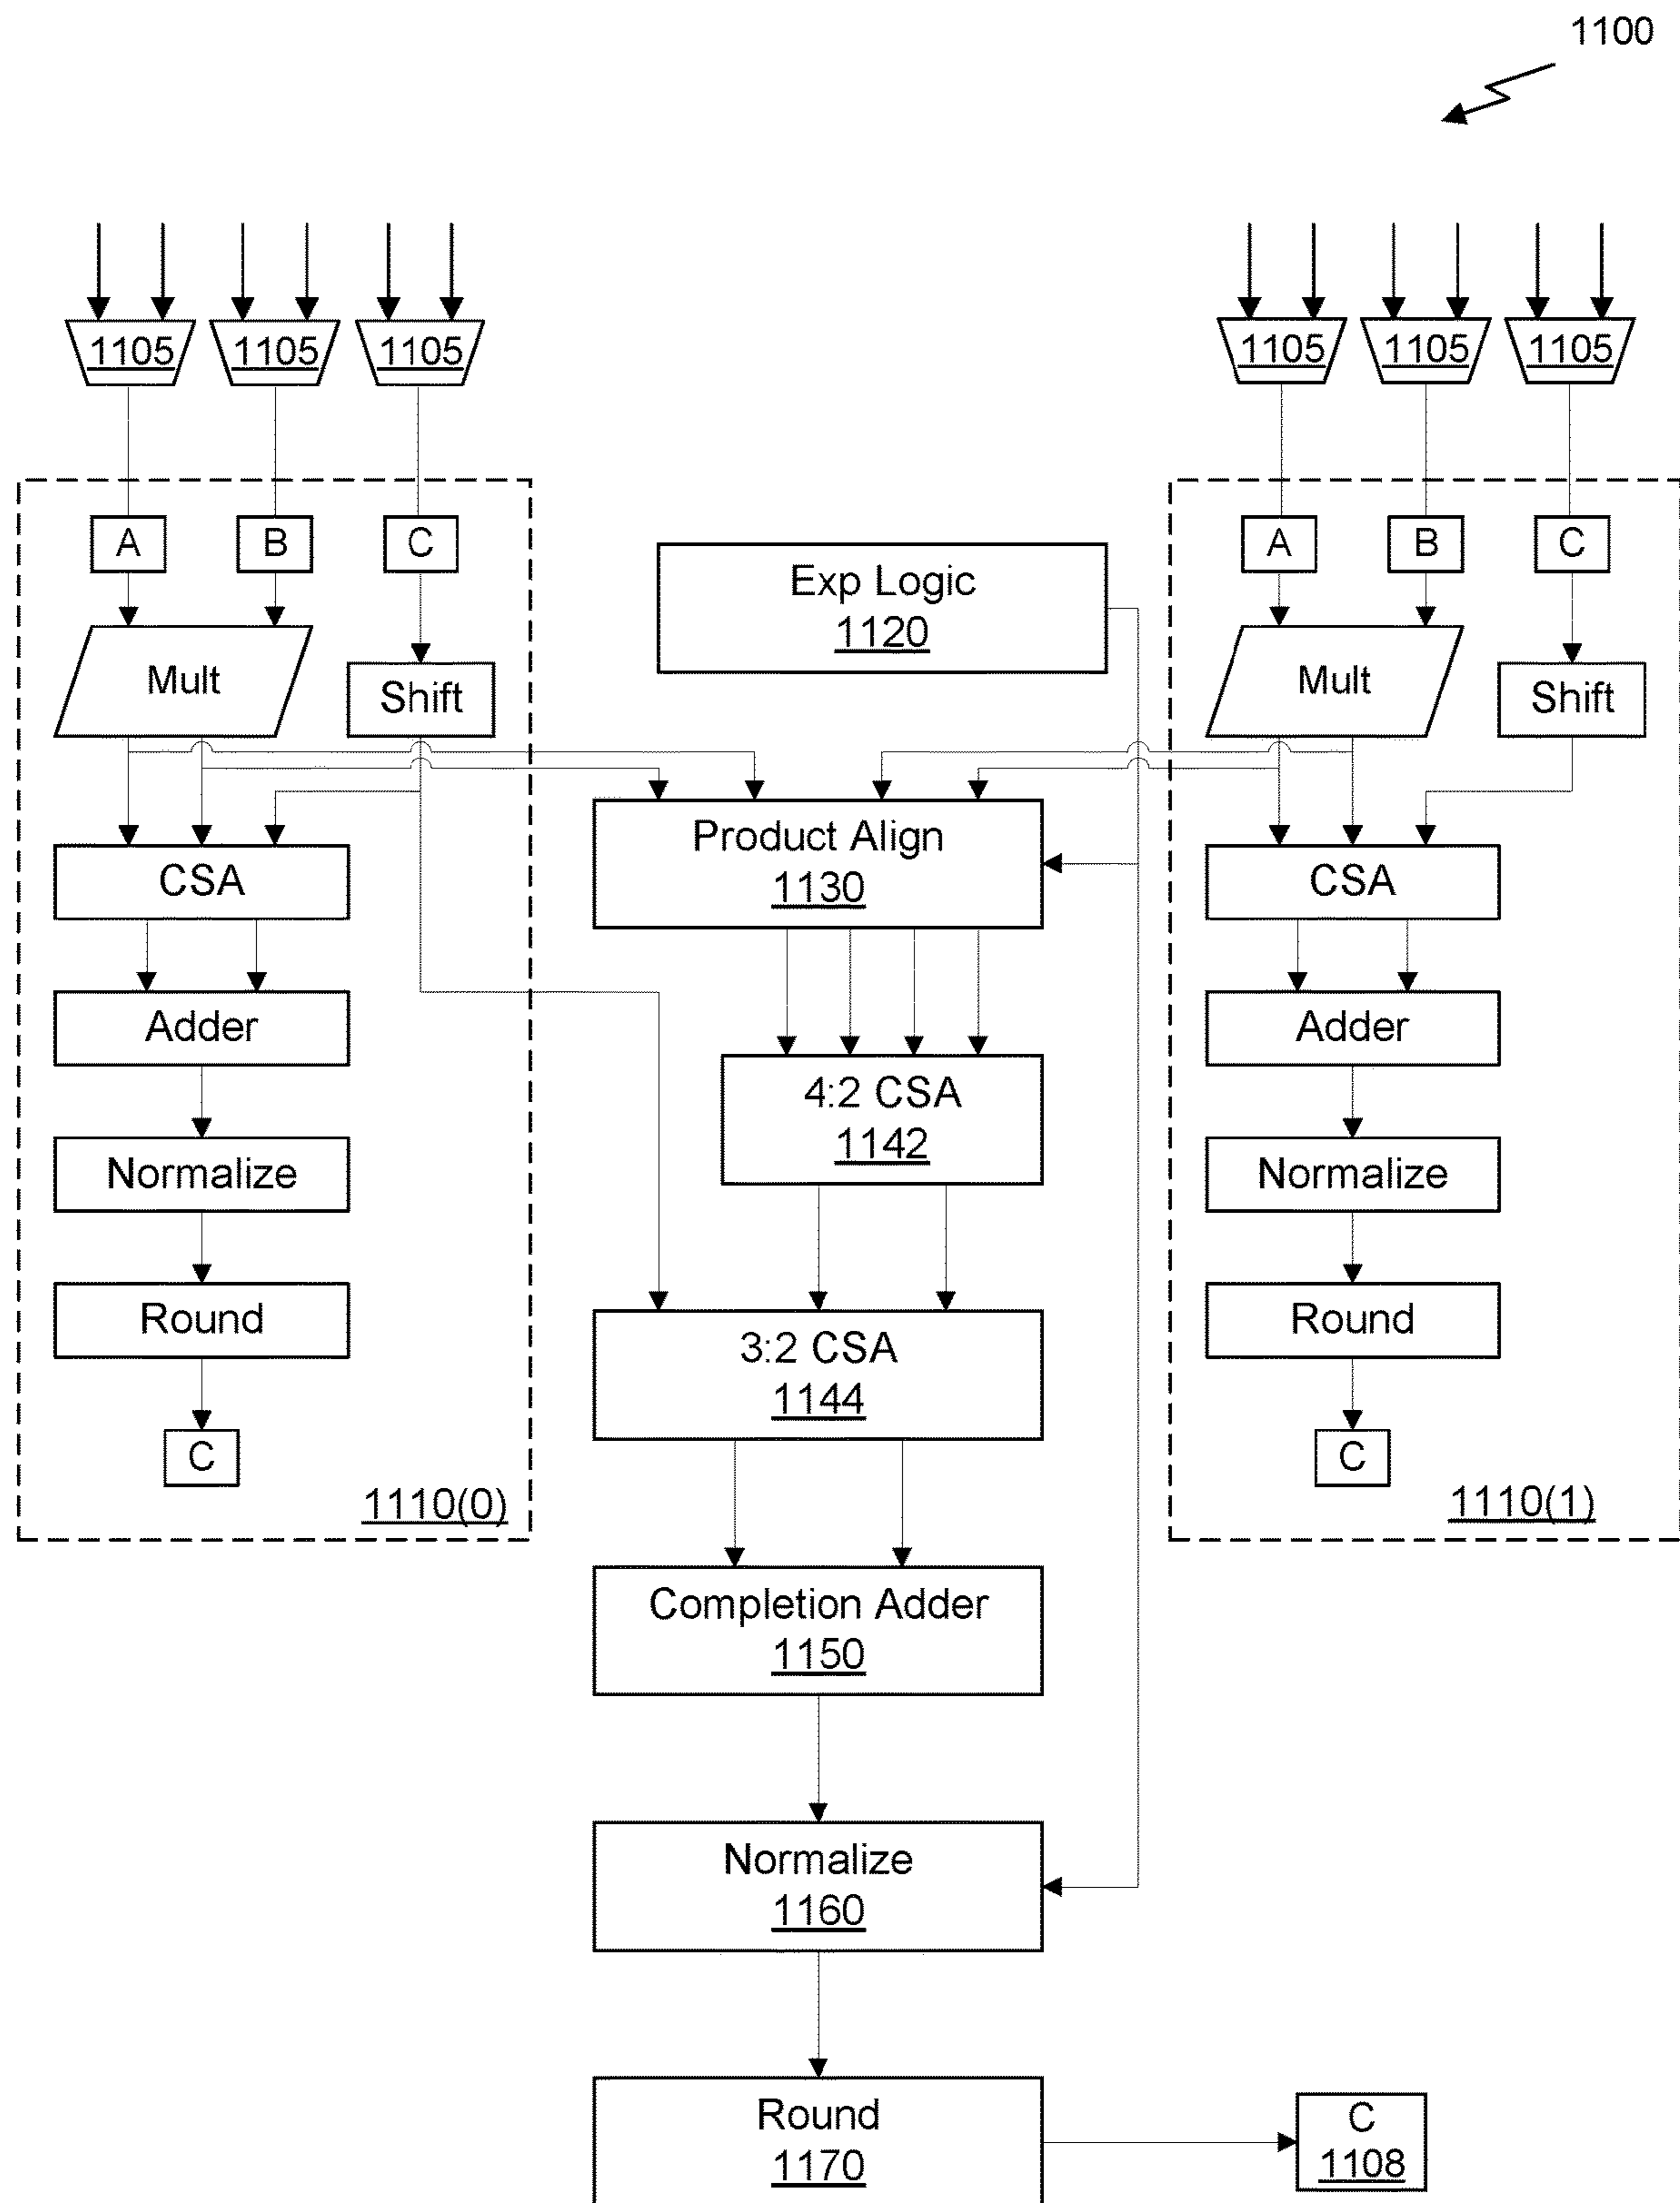 1100
1105 1105 1105 1105 1105 1105
A B C A B C
Exp Logic
1120
Mult Shift Mult Shift
Product Align
1130
CSA CSA
Adder Adder
4:2 CSA
1142
Normalize Normalize
Round Round
3:2 CSA
1144
C C
1110(0) 1110(1)
Completion Adder
1150
Normalize
1160
Round
1170
C
1108